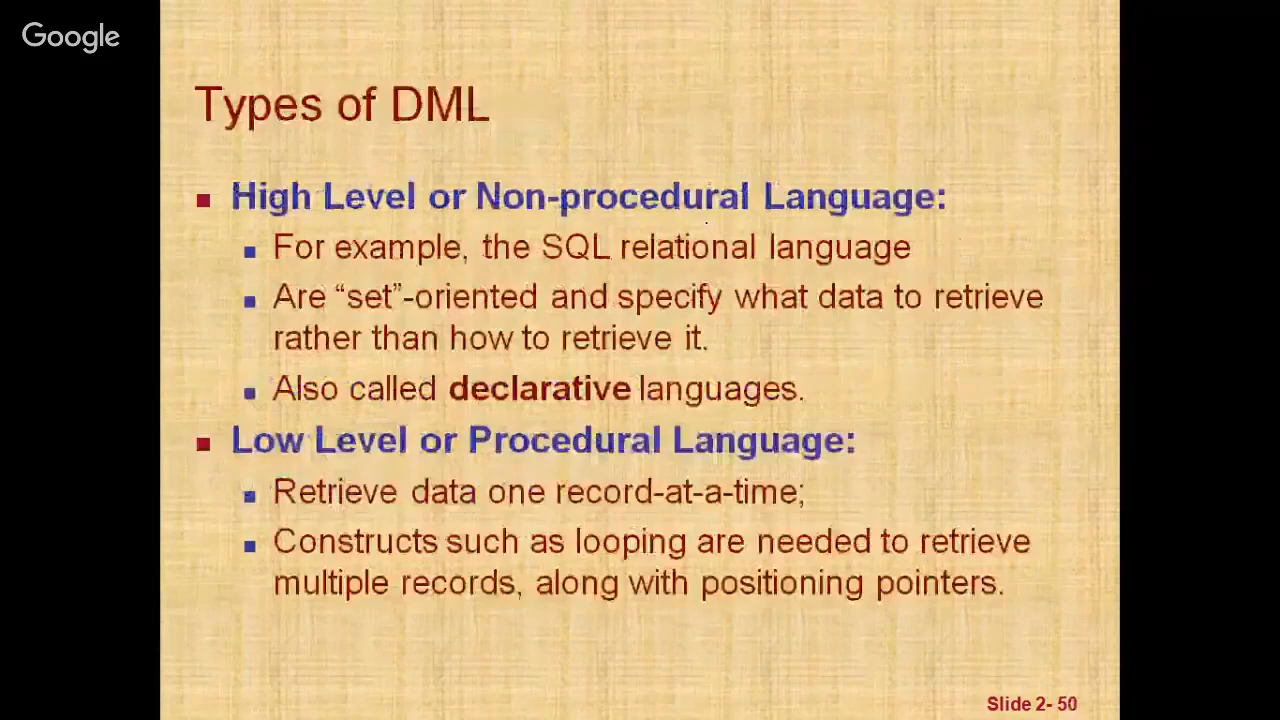 Google
Types of DML
High Level or Non-procedural Language:
For example, the SQL relational language
Are “set”-oriented and specify what data to retrieve
rather than how to retrieve it.
Also called declarative languages.
Low Level or Procedural Language:
Retrieve data one record-at-a-time;
Constructs such as looping are needed to retrieve
multiple records, along with positioning pointers.
Slide 2- 50